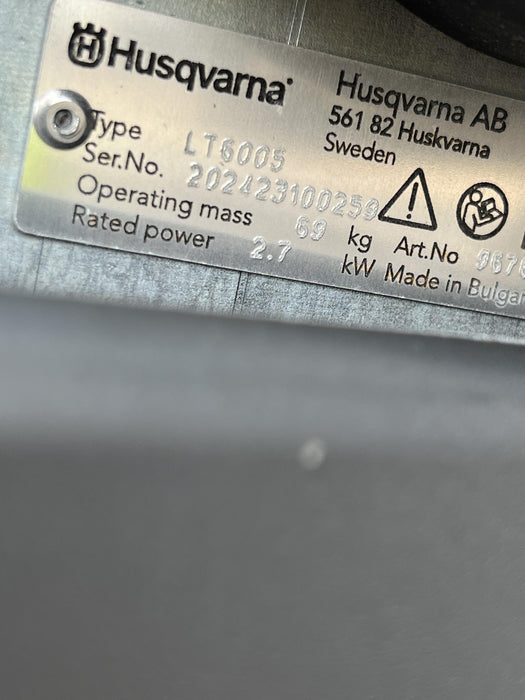 Husqvarna
Husqvarna AB
561 82 Huskvarna
Sweden
Type LT6005
Ser.No. 202423100259
Operating mass 69 kg
Rated power 2.7 kW
Art.No
Made in